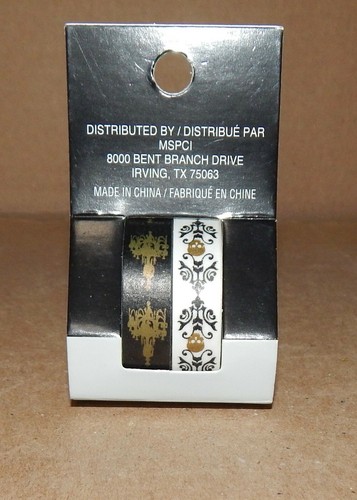 DISTRIBUTED BY / DISTRIBUÉ PAR
MSPCI
8000 BENT BRANCH DRIVE
IRVING, TX 75063
MADE IN CHINA / FABRIQUÉ EN CHINE